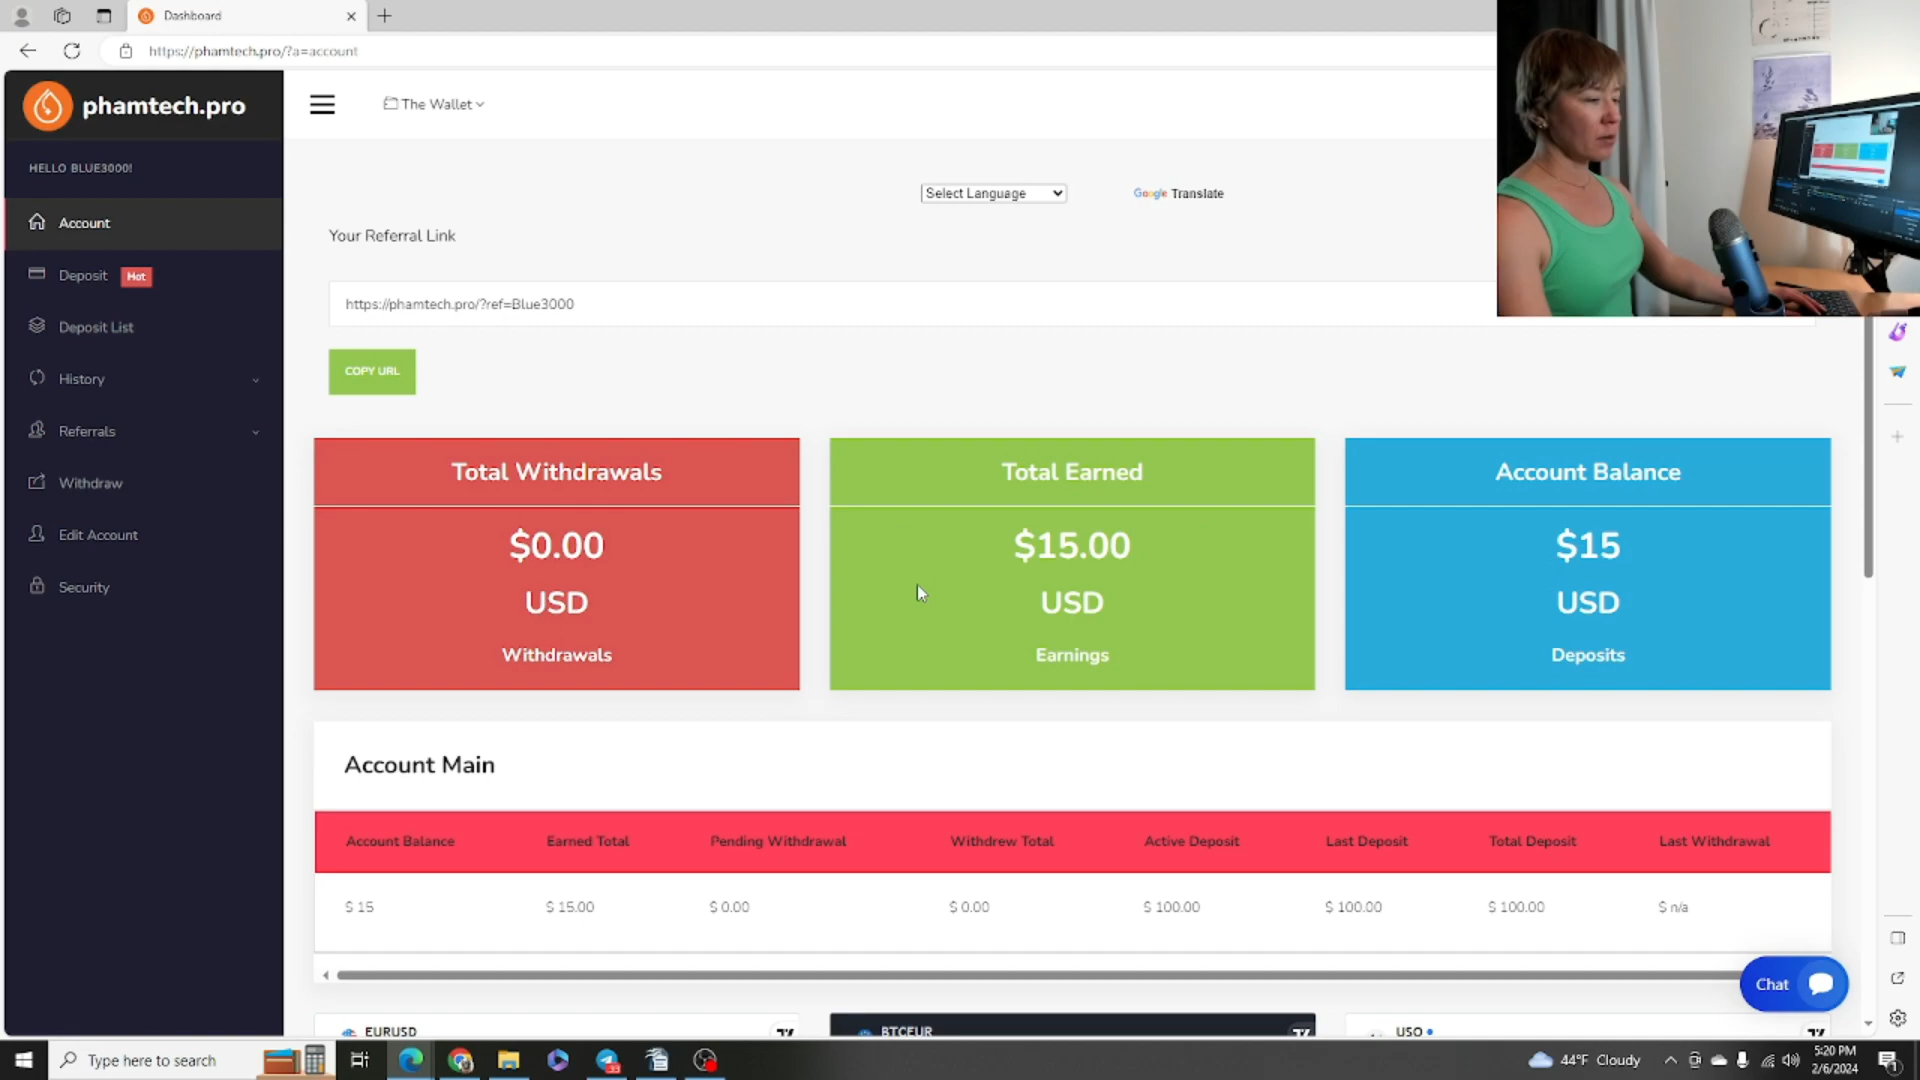 Dashboard
https://phamtech.pro/?a=account
phamtech.pro
The Wallet
HELLO BLUE3000!
Account
Deposit Hot
Deposit List
History
Referrals
Withdraw
Edit Account
Security
Select Language
Google Translate
Your Referral Link
https://phamtech.pro/?ref=Blue3000
COPY URL
Total Withdrawals
$0.00
USD
Withdrawals
Total Earned
$15.00
USD
Earnings
Account Balance
$15
USD
Deposits
Account Main
Account Balance Earned Total Pending Withdrawal Withdrew Total Active Deposit Last Deposit Total Deposit Last Withdrawal
$ 15 $ 15.00 $ 0.00 $ 0.00 $ 100.00 $ 100.00 $ 100.00 $ n/a
Chat
EURUSD
BTCEUR
USO
Type here to search
33
44°F Cloudy
5:20 PM
2/6/2024
1